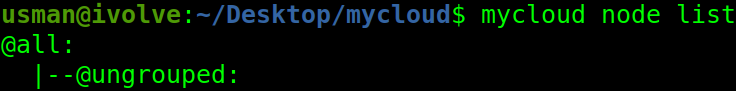 usman@ivolve:~/Desktop/mycloud$ mycloud node list
@all:
  |--@ungrouped: